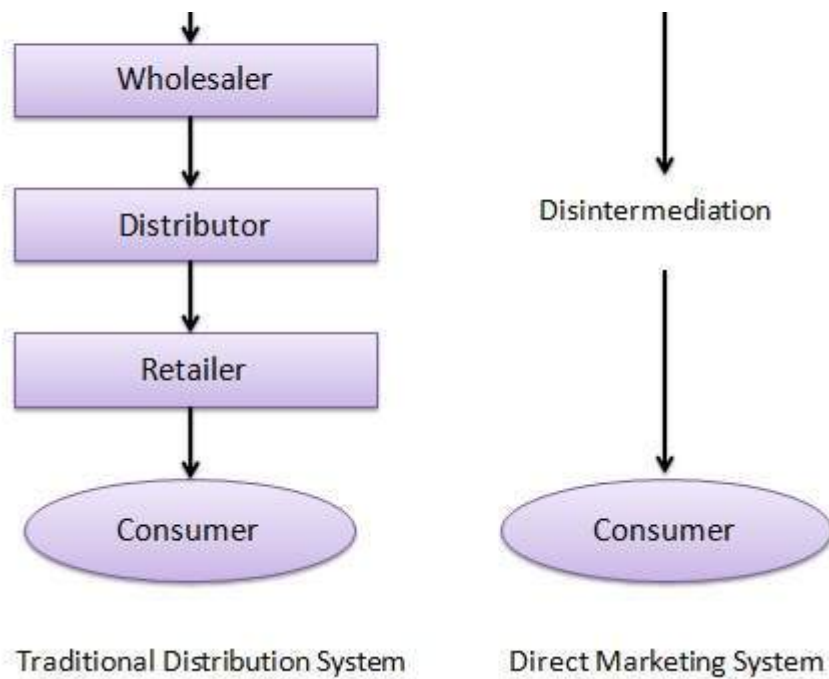 Wholesaler
Distributor
Retailer
Consumer
Traditional Distribution System
Disintermediation
Consumer
Direct Marketing System